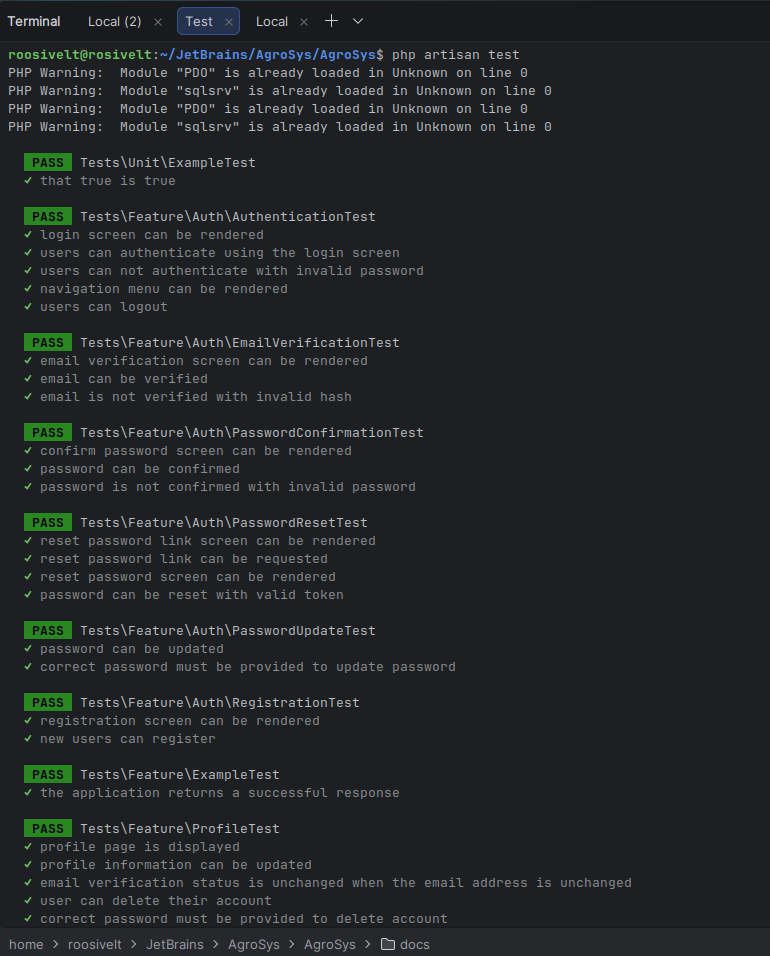 Terminal Local (2) × Test × Local ×
roosivelt@rosivelt:~/JetBrains/AgroSys/AgroSys$ php artisan test
PHP Warning:  Module "PDO" is already loaded in Unknown on line 0
PHP Warning:  Module "sqlsrv" is already loaded in Unknown on line 0
PHP Warning:  Module "PDO" is already loaded in Unknown on line 0
PHP Warning:  Module "sqlsrv" is already loaded in Unknown on line 0
PASS Tests\Unit\ExampleTest
✓ that true is true
PASS Tests\Feature\Auth\AuthenticationTest
✓ login screen can be rendered
✓ users can authenticate using the login screen
✓ users can not authenticate with invalid password
✓ navigation menu can be rendered
✓ users can logout
PASS Tests\Feature\Auth\EmailVerificationTest
✓ email verification screen can be rendered
✓ email can be verified
✓ email is not verified with invalid hash
PASS Tests\Feature\Auth\PasswordConfirmationTest
✓ confirm password screen can be rendered
✓ password can be confirmed
✓ password is not confirmed with invalid password
PASS Tests\Feature\Auth\PasswordResetTest
✓ reset password link screen can be rendered
✓ reset password link can be requested
✓ reset password screen can be rendered
✓ password can be reset with valid token
PASS Tests\Feature\Auth\PasswordUpdateTest
✓ password can be updated
✓ correct password must be provided to update password
PASS Tests\Feature\Auth\RegistrationTest
✓ registration screen can be rendered
✓ new users can register
PASS Tests\Feature\ExampleTest
✓ the application returns a successful response
PASS Tests\Feature\ProfileTest
✓ profile page is displayed
✓ profile information can be updated
✓ email verification status is unchanged when the email address is unchanged
✓ user can delete their account
✓ correct password must be provided to delete account
home > roosivelt > JetBrains > AgroSys > AgroSys > docs